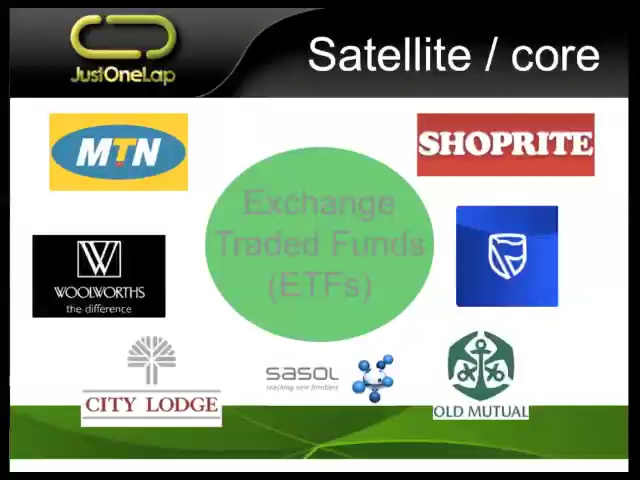 JustOneLap
Satellite / core
MTN
SHOPRITE
Exchange
Traded Funds
(ETFs)
W
WOOLWORTHS
the difference
CITY LODGE
sasol
reaching new frontiers
OLD MUTUAL